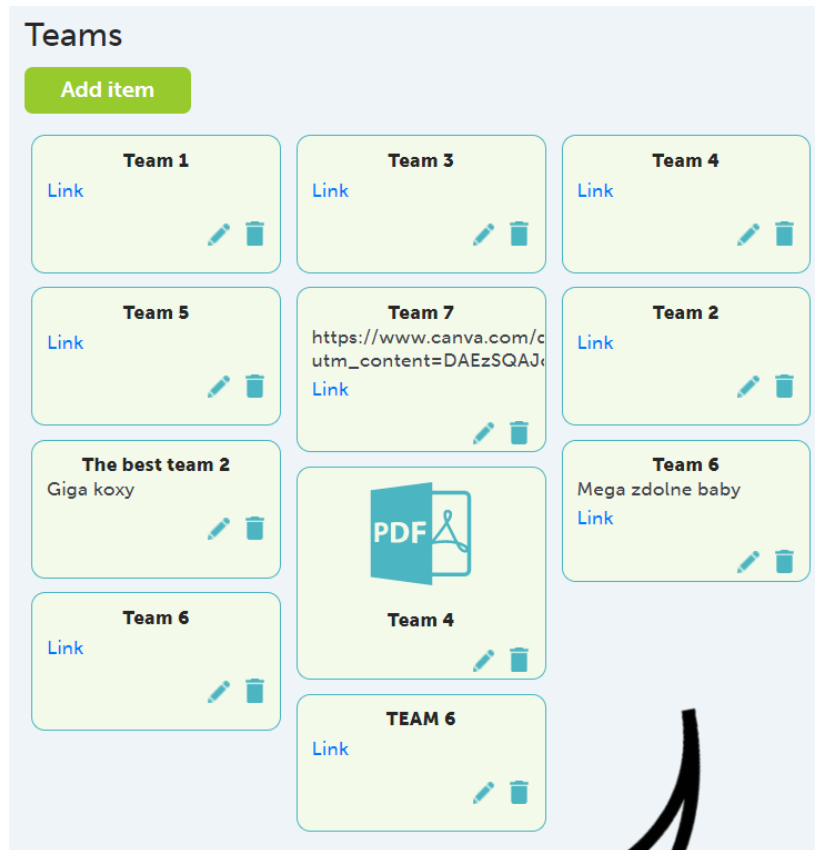 Teams
Add item
Team 1
Link
Team 3
Link
Team 4
Link
Team 5
Link
Team 7
https://www.canva.com/
utm_content=DAEzSQAJ
Link
Team 2
Link
The best team 2
Giga koxy
PDF
Team 4
Team 6
Mega zdolne baby
Link
Team 6
Link
TEAM 6
Link